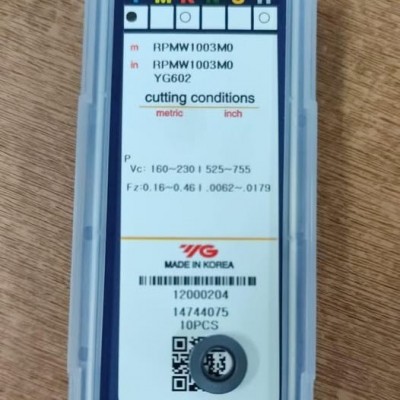 m RPMW1003M0
in RPMW1003M0
YG602
cutting conditions
metric inch
P
Vc: 160~230 | 525~755
Fz:0.16~0.46 | .0062~.0179
YG
MADE IN KOREA
12000204
14744075
10PCS